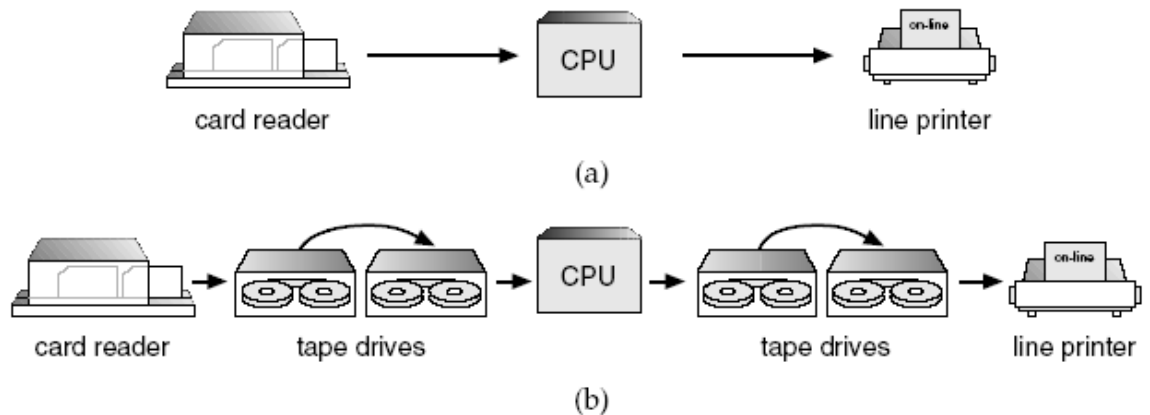 on-line
CPU
card reader
line printer
(a)
on-line
CPU
card reader
tape drives
tape drives
line printer
(b)